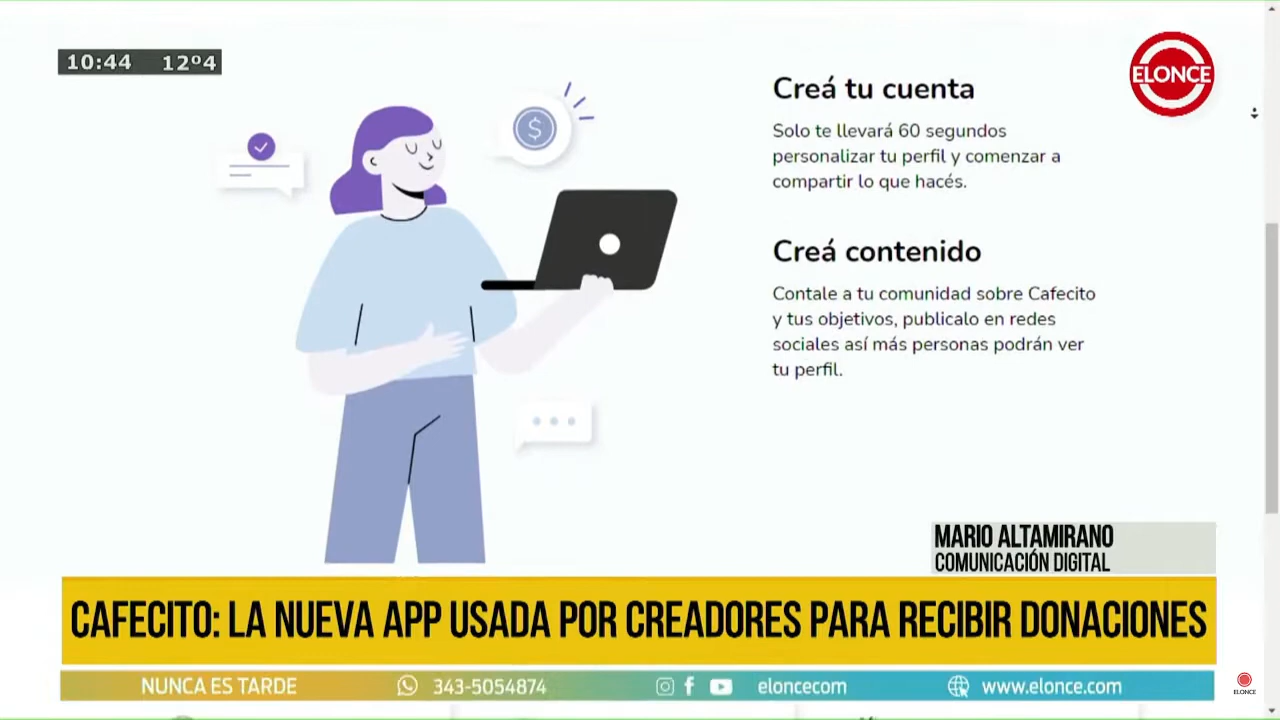 10:44 12º4
ELONCE
$
Creá tu cuenta
Solo te llevará 60 segundos
personalizar tu perfil y comenzar a
compartir lo que hacés.
Creá contenido
Contale a tu comunidad sobre Cafecito
y tus objetivos, publicalo en redes
sociales así más personas podrán ver
tu perfil.
MARIO ALTAMIRANO
COMUNICACIÓN DIGITAL
CAFECITO: LA NUEVA APP USADA POR CREADORES PARA RECIBIR DONACIONES
NUNCA ES TARDE 343-5054874 eloncecom www.elonce.com
ELONCE